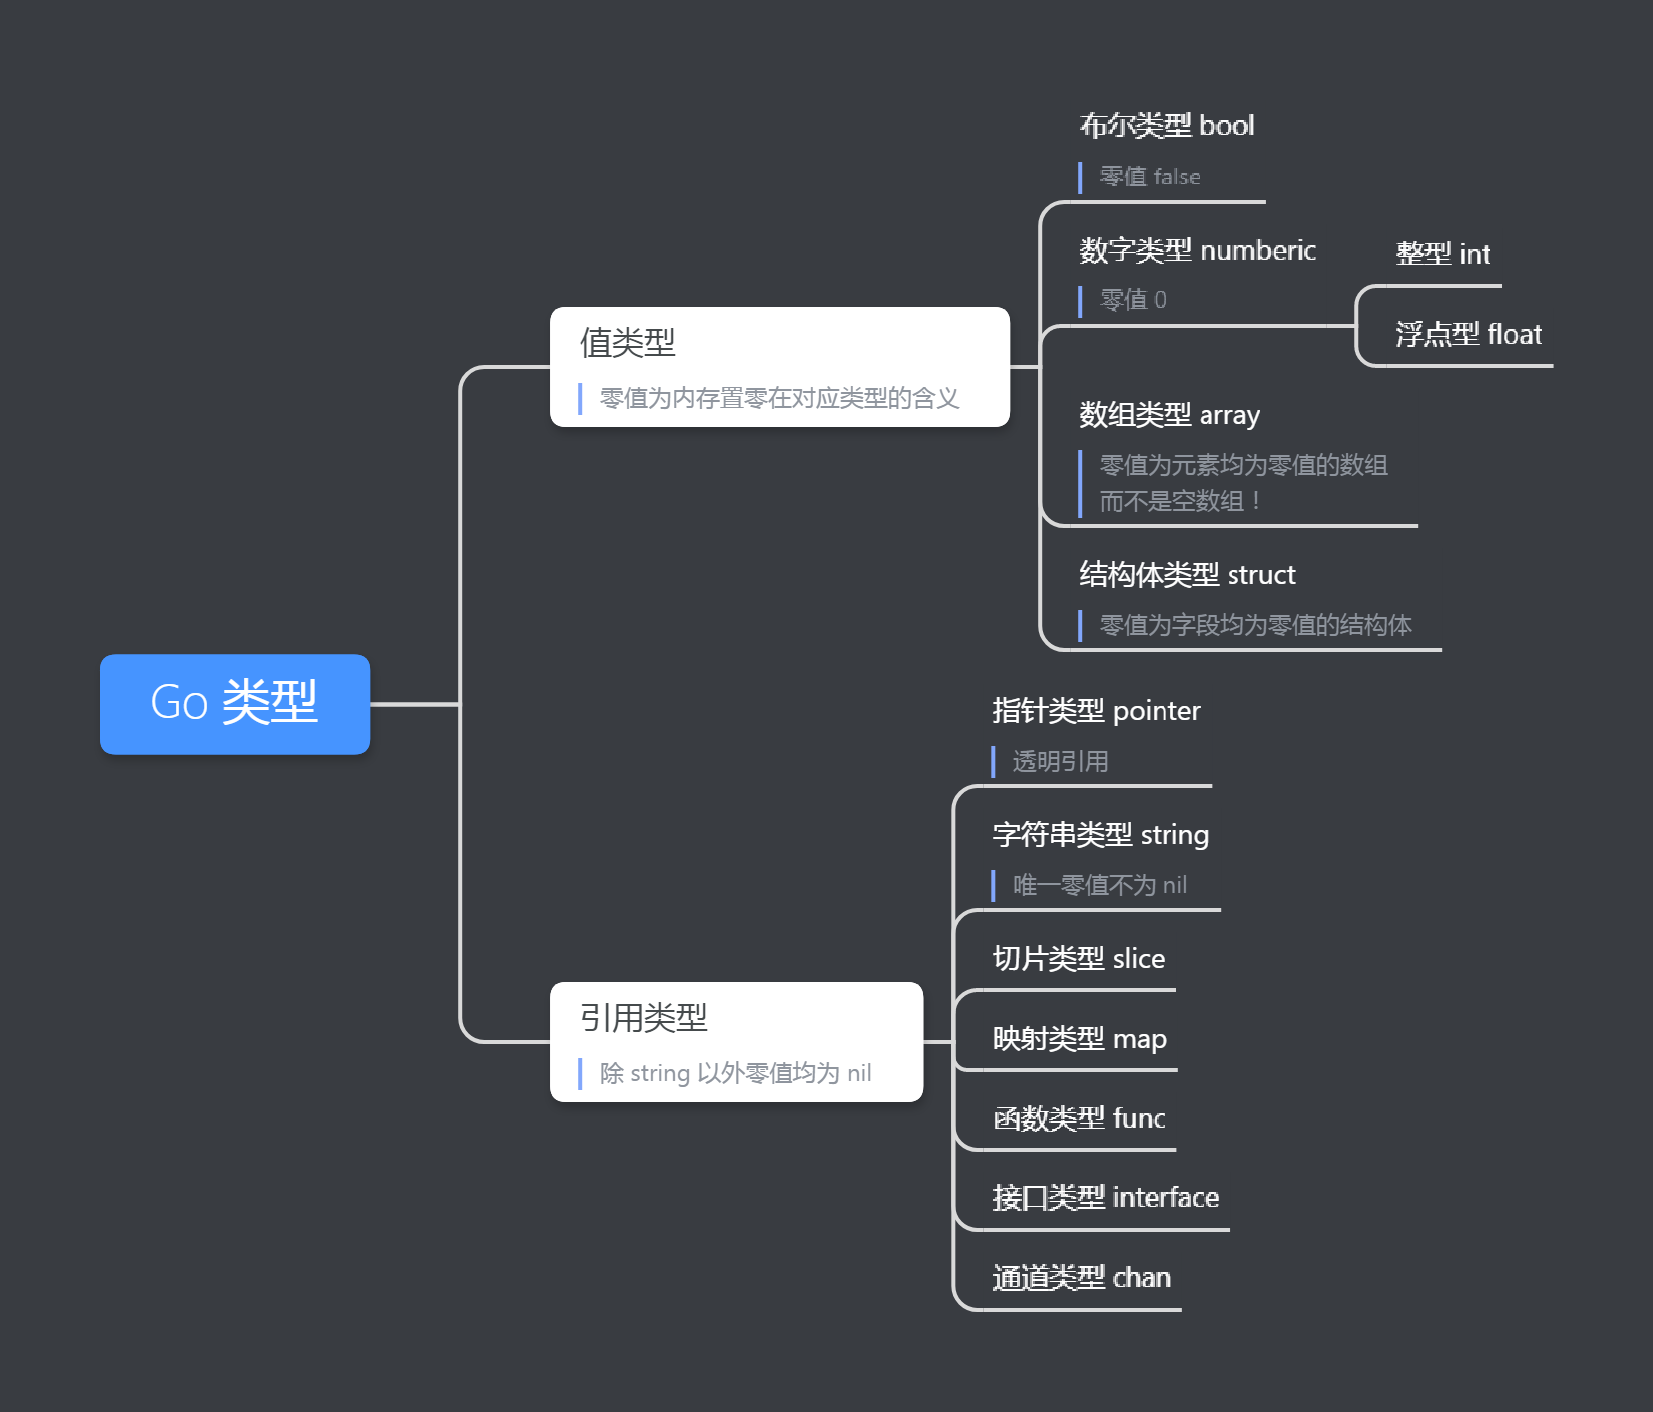 Go 类型
值类型
零值为内存置零在对应类型的含义
布尔类型 bool
零值 false
数字类型 numberic
零值 0
整型 int
浮点型 float
数组类型 array
零值为元素均为零值的数组
而不是空数组！
结构体类型 struct
零值为字段均为零值的结构体
引用类型
除 string 以外零值均为 nil
指针类型 pointer
透明引用
字符串类型 string
唯一零值不为 nil
切片类型 slice
映射类型 map
函数类型 func
接口类型 interface
通道类型 chan